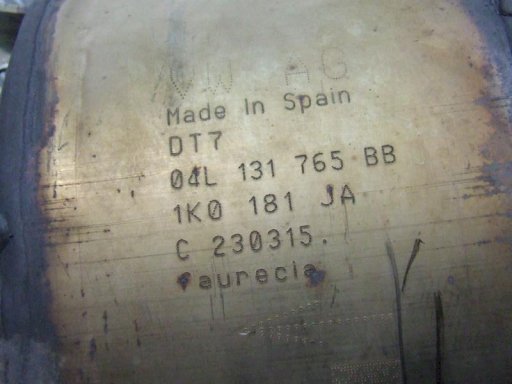 VW AG
Made In Spain
DT7
04L 131 765 BB
1K0 181 JA
C 230315.
faurecia